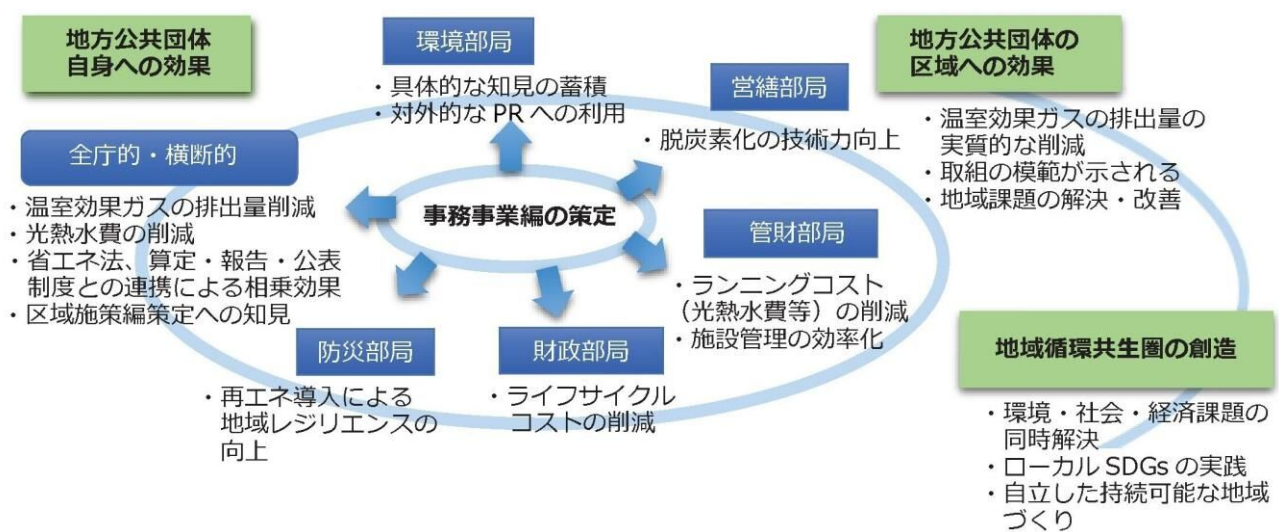 地方公共団体
自身への効果
環境部局
・具体的な知見の蓄積
・対外的な PR への利用
営繕部局
・脱炭素化の技術力向上
地方公共団体の
区域への効果
・温室効果ガスの排出量の
実質的な削減
・取組の模範が示される
・地域課題の解決・改善
全庁的・横断的
・温室効果ガスの排出量削減
・光熱水費の削減
・省エネ法、算定・報告・公表
制度との連携による相乗効果
・区域施策編策定への知見
事務事業編の策定
管財部局
・ランニングコスト
（光熱水費等）の削減
・施設管理の効率化
防災部局
・再エネ導入による
地域レジリエンスの
向上
財政部局
・ライフサイクル
コストの削減
地域循環共生圏の創造
・環境・社会・経済課題の
同時解決
・ローカル SDGs の実践
・自立した持続可能な地域
づくり